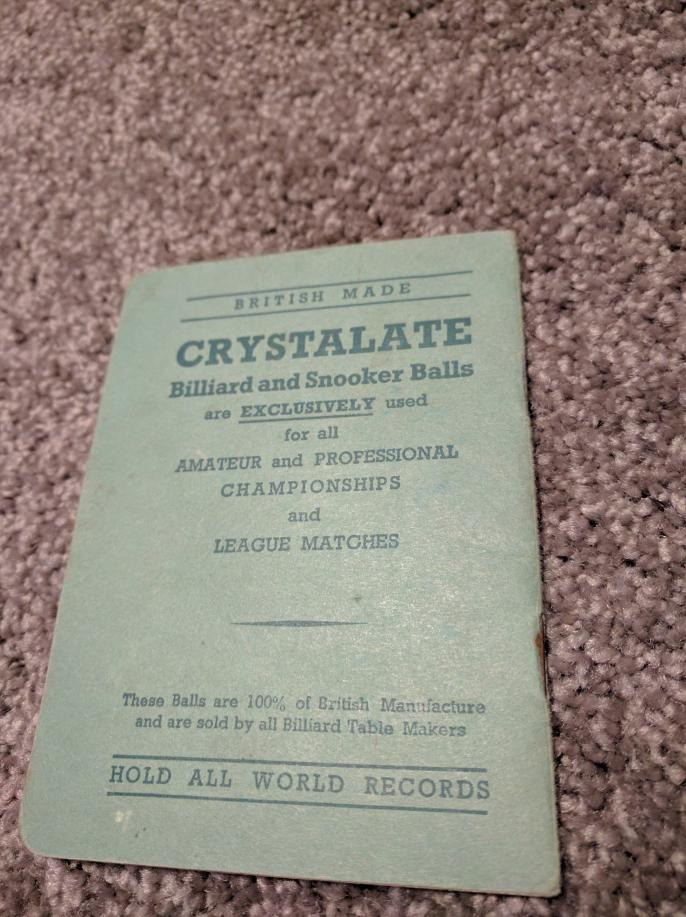 BRITISH MADE
CRYSTALATE
Billiard and Snooker Balls
are EXCLUSIVELY used
for all
AMATEUR and PROFESSIONAL
CHAMPIONSHIPS
and
LEAGUE MATCHES
These Balls are 100% of British Manufacture
and are sold by all Billiard Table Makers
HOLD ALL WORLD RECORDS